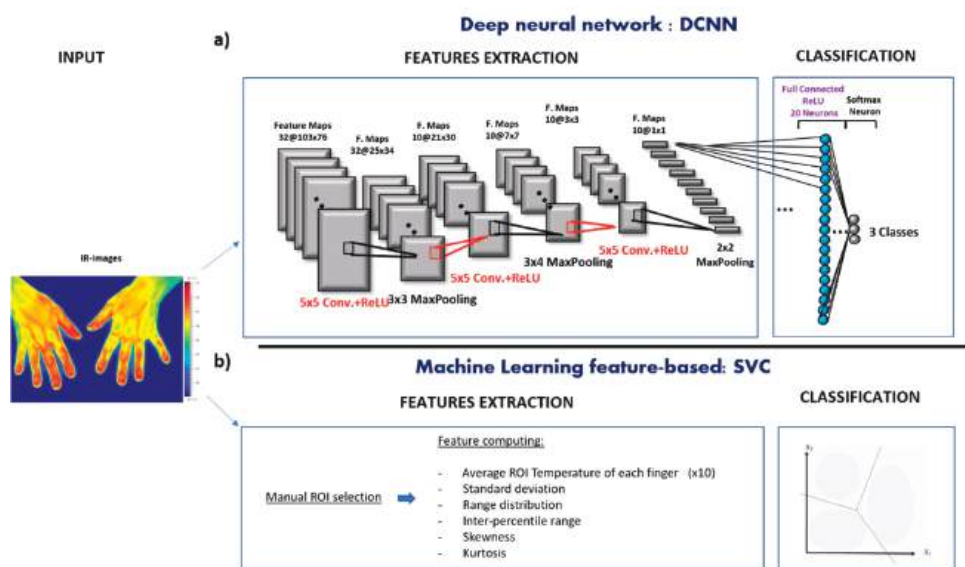 a)
Deep neural network : DCNN
INPUT
FEATURES EXTRACTION
CLASSIFICATION
Feature Maps
32@103x76
F. Maps
32@25x34
F. Maps
10@21x30
F. Maps
10@7x7
F. Maps
10@3x3
F. Maps
10@1x1
Full Connected
ReLU
20 Neurons
Softmax
Neuron
3 Classes
5x5 Conv.+ReLU
3x3 MaxPooling
5x5 Conv.+ReLU
3x4 MaxPooling
5x5 Conv.+ReLU
2x2
MaxPooling
IR-Images
b)
Machine Learning feature-based: SVC
FEATURES EXTRACTION
CLASSIFICATION
Manual ROI selection
Feature computing:
- Average ROI Temperature of each finger (x10)
- Standard deviation
- Range distribution
- Inter-percentile range
- Skewness
- Kurtosis